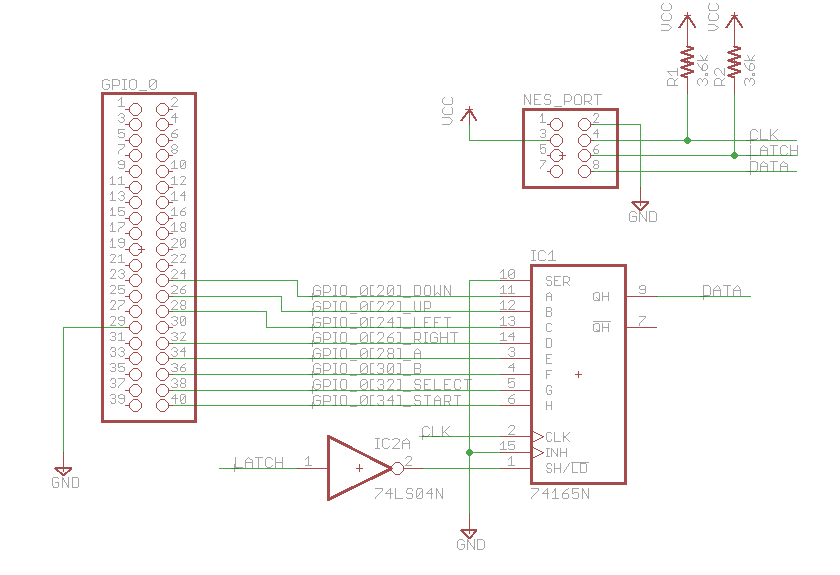 VCC VCC
R1 3.6k R2 3.6k
GPIO_0
VCC NES_PORT
1 2
3 4
5 6
7 8
CLK
LATCH
DATA
GND
1 2
3 4
5 6
7 8
9 10
11 12
13 14
15 16
17 18
19 20
21 22
23 24
25 26
27 28
29 30
31 32
33 34
35 36
37 38
39 40
GND
IC1
GPIO_0[20]_DOWN 10 SER
GPIO_0[22]_UP 11 A QH 9 DATA
GPIO_0[24]_LEFT 12 B
GPIO_0[26]_RIGHT 13 C QH 7
GPIO_0[28]_A 14 D
GPIO_0[30]_B 3 E
GPIO_0[32]_SELECT 4 F
GPIO_0[34]_START 5 G
6 H
CLK 2 CLK
15 INH
1 SH/LD
74165N
IC2A
LATCH 1 2
74LS04N
GND